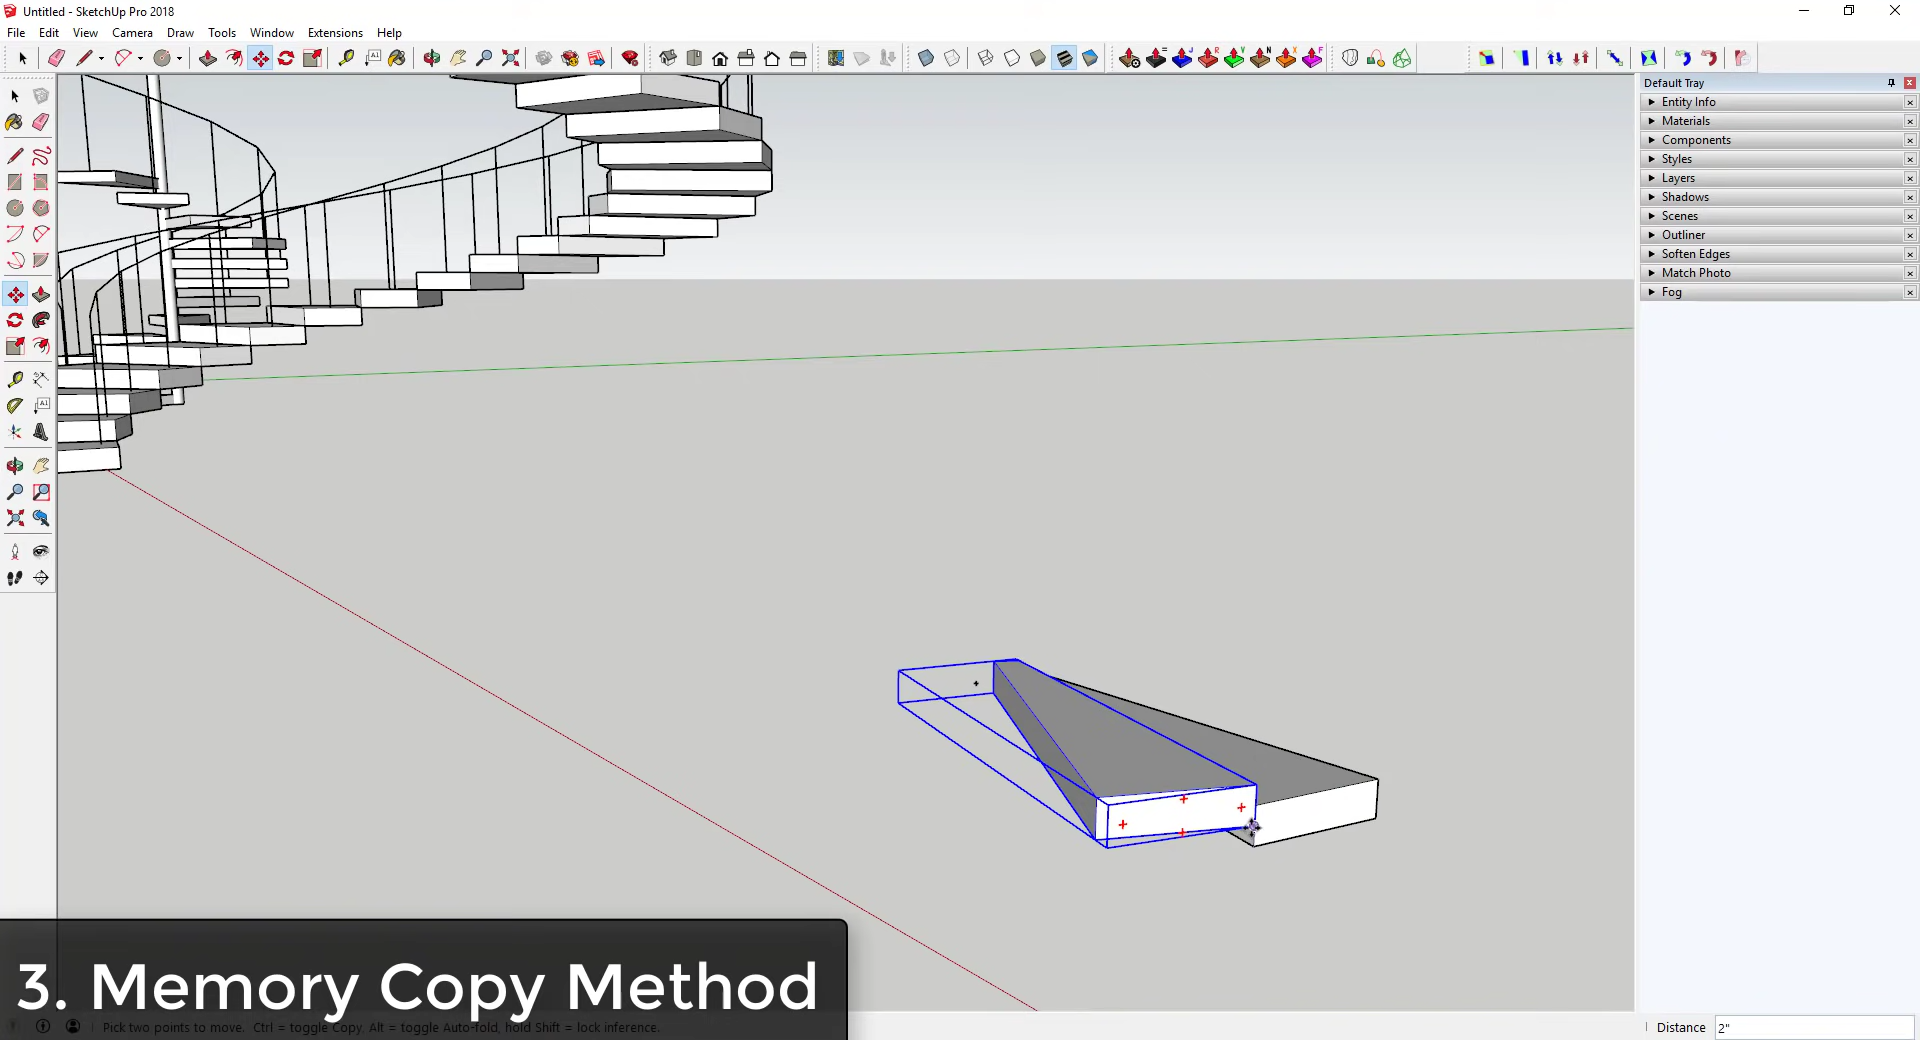 Untitled - SketchUp Pro 2018
File Edit View Camera Draw Tools Window Extensions Help
Default Tray
Entity Info
Materials
Components
Styles
Layers
Shadows
Scenes
Outliner
Soften Edges
Match Photo
Fog
3. Memory Copy Method
Pick two points to move. Ctrl = toggle Copy, Alt = toggle Auto-fold, hold Shift = lock inference.
Distance 2"